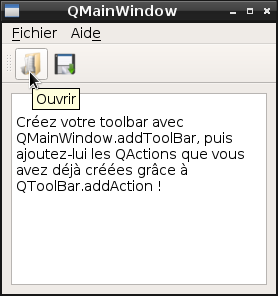 QMainWindow
Fichier Aide
Ouvrir
Créez votre toolbar avec
QMainWindow.addToolBar, puis
ajoutez-lui les QActions que vous
avez déjà créées grâce à
QToolBar.addAction !